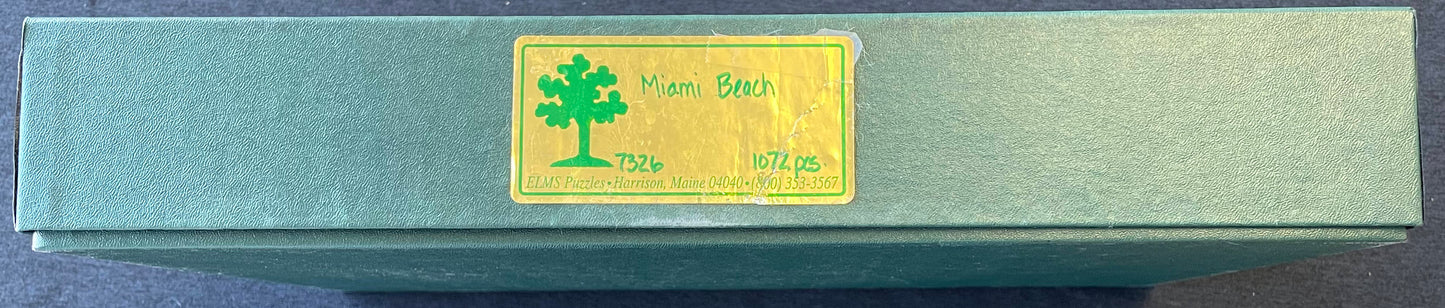 Miami Beach
7326 1072 pcs
ELMS Puzzles • Harrison, Maine 04040 • (800) 353-3567